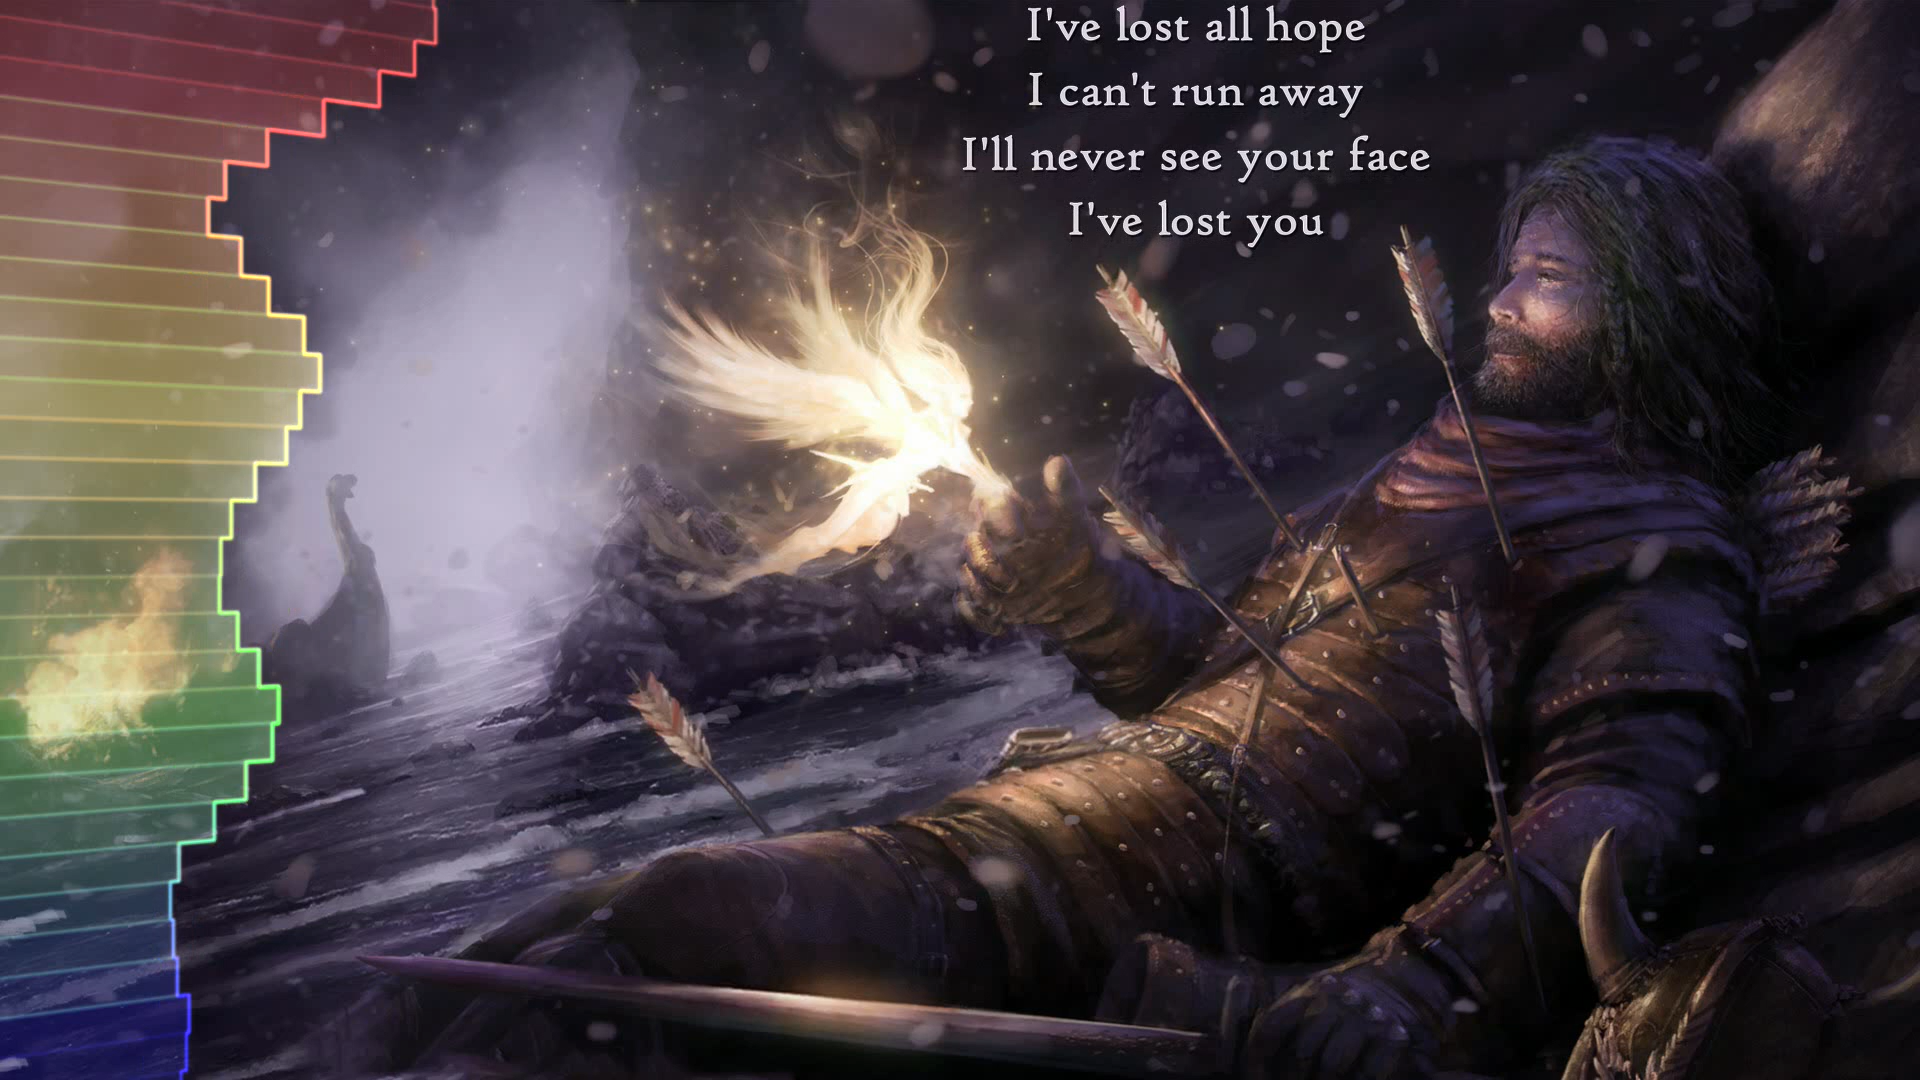 I've lost all hope
I can't run away
I'll never see your face
I've lost you